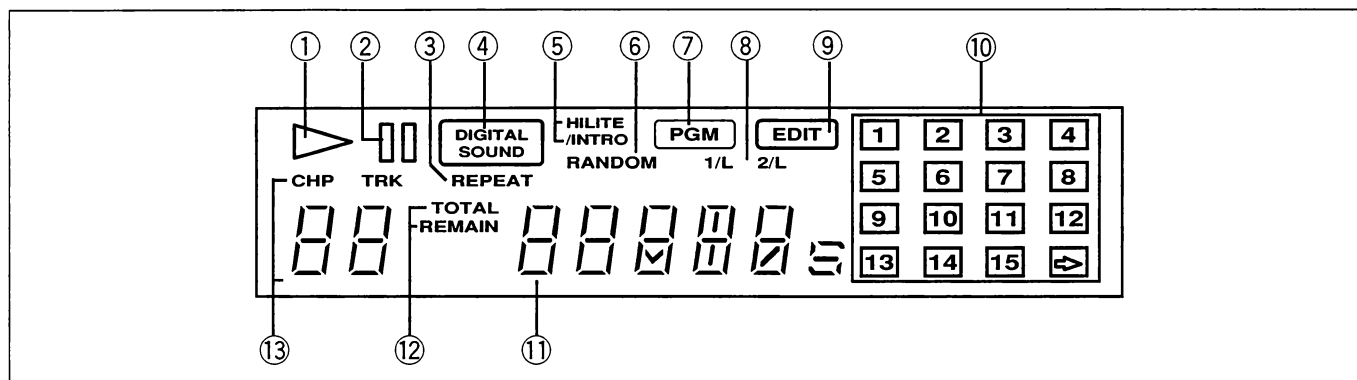 ① ② ③ ④ ⑤ ⑥ ⑦ ⑧ ⑨ ⑩
DIGITAL SOUND HILITE /INTRO PGM EDIT 1 2 3 4
RANDOM 1/L 2/L
CHP TRK REPEAT 5 6 7 8
TOTAL
REMAIN 9 10 11 12
13 14 15
⑬ ⑫ ⑪